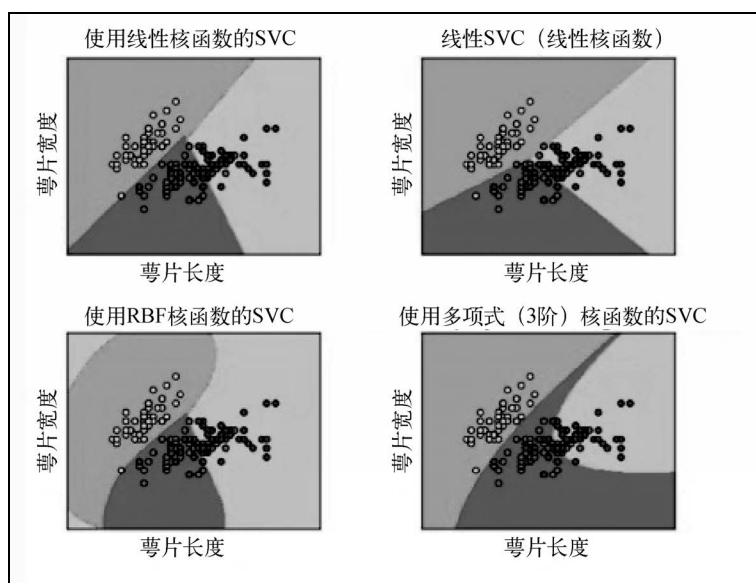 使用线性核函数的SVC
线性SVC（线性核函数）
萼片宽度
萼片宽度
萼片长度
萼片长度
使用RBF核函数的SVC
使用多项式（3阶）核函数的SVC
萼片宽度
萼片宽度
萼片长度
萼片长度